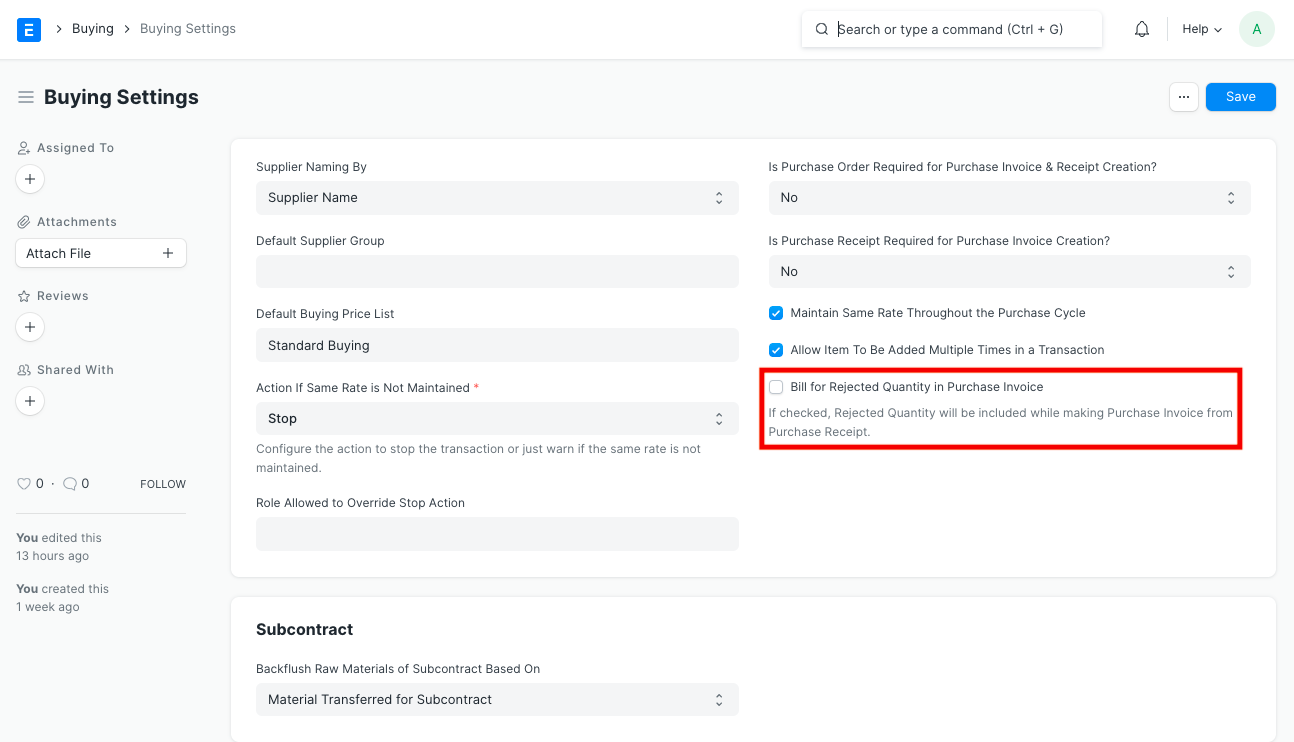 E
Buying
Buying Settings
Search or type a command (Ctrl + G)
Help
A
Buying Settings
Save
Assigned To
Attachments
Attach File
Reviews
Shared With
0 · 0
FOLLOW
You edited this
13 hours ago
You created this
1 week ago
Supplier Naming By
Supplier Name
Default Supplier Group
Default Buying Price List
Standard Buying
Action If Same Rate is Not Maintained *
Stop
Configure the action to stop the transaction or just warn if the same rate is not
maintained.
Role Allowed to Override Stop Action
Is Purchase Order Required for Purchase Invoice & Receipt Creation?
No
Is Purchase Receipt Required for Purchase Invoice Creation?
No
Maintain Same Rate Throughout the Purchase Cycle
Allow Item To Be Added Multiple Times in a Transaction
Bill for Rejected Quantity in Purchase Invoice
If checked, Rejected Quantity will be included while making Purchase Invoice from
Purchase Receipt.
Subcontract
Backflush Raw Materials of Subcontract Based On
Material Transferred for Subcontract